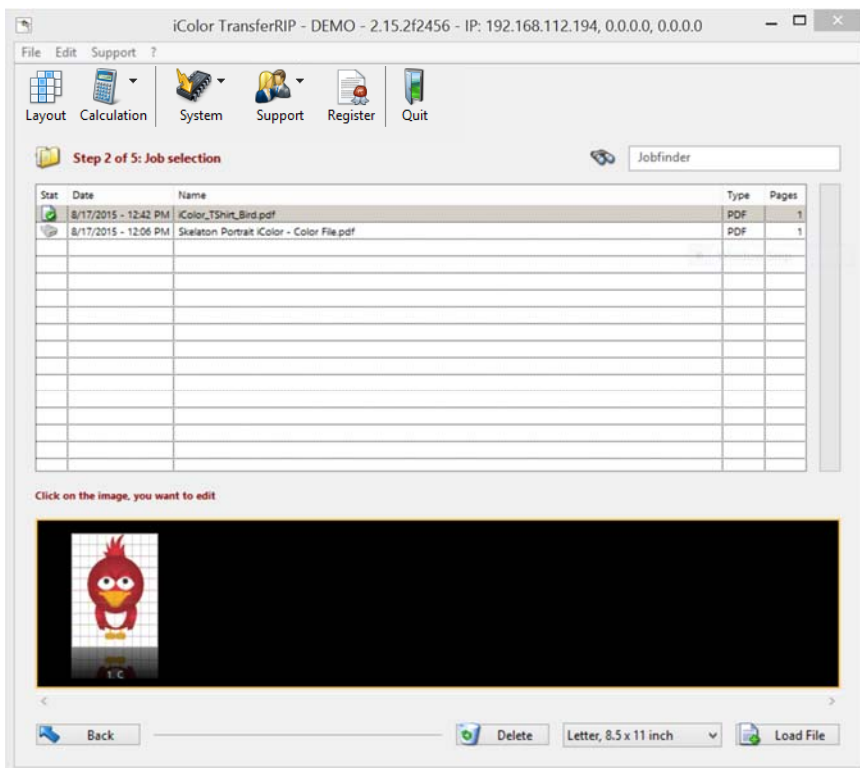 iColor TransferRIP - DEMO - 2.15.2f2456 - IP: 192.168.112.194, 0.0.0.0, 0.0.0.0
File Edit Support ?
Layout Calculation System Support Register Quit
Step 2 of 5: Job selection Jobfinder
Stat Date Name Type Pages
8/17/2015 - 12:42 PM iColor_TShirt_Bird.pdf PDF 1
8/17/2015 - 12:06 PM Skelaton Portrait iColor - Color File.pdf PDF 1
Click on the image, you want to edit
1. C
Back Delete Letter, 8.5 x 11 inch Load File